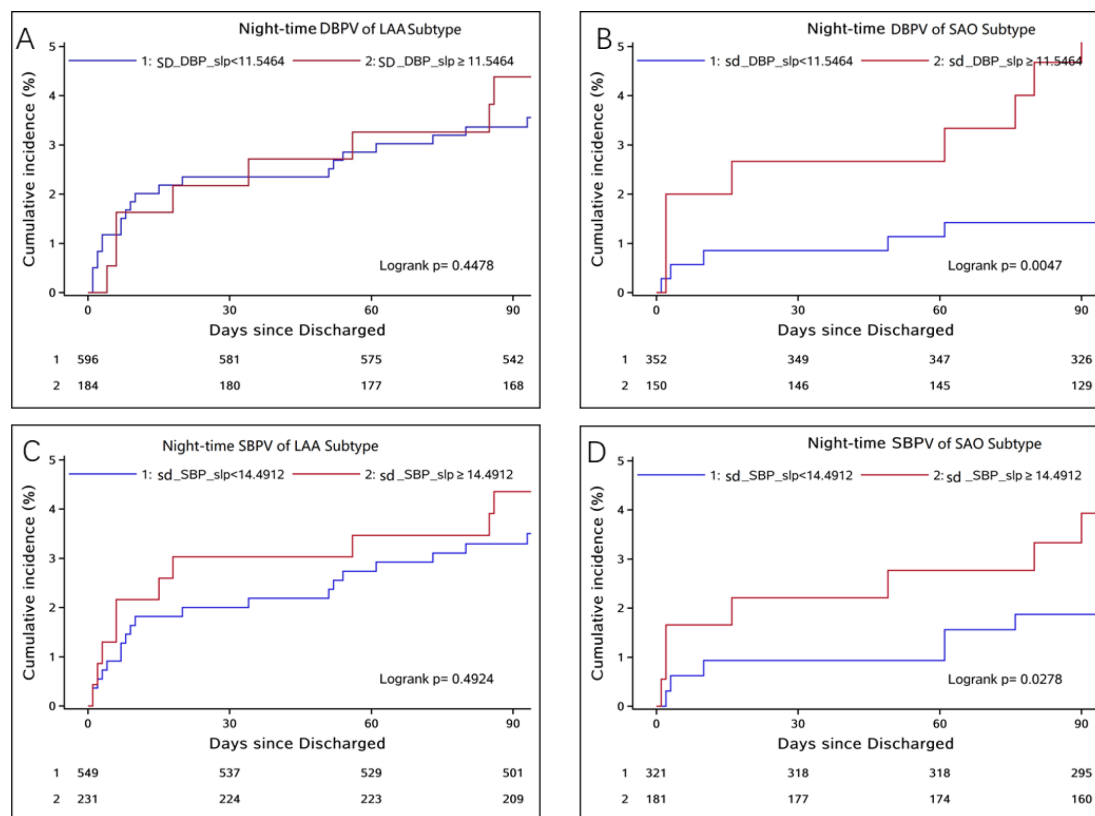 A
Night-time DBPV of LAA Subtype
1: SD_DBP_slp<11.5464 2: SD_DBP_slp≥ 11.5464
5
4
3
2
1
0
Cumulative incidence (%)
Logrank p= 0.4478
0 30 60 90
Days since Discharged
1 596 581 575 542
2 184 180 177 168
B
Night-time DBPV of SAO Subtype
1: sd_DBP_slp<11.5464 2: sd_DBP_slp≥ 11.5464
5
4
3
2
1
0
Cumulative incidence (%)
Logrank p= 0.0047
0 30 60 90
Days since Discharged
1 352 349 347 326
2 150 146 145 129
C
Night-time SBPV of LAA Subtype
1: sd_SBP_slp<14.4912 2: sd_SBP_slp≥ 14.4912
5
4
3
2
1
0
Cumulative incidence (%)
Logrank p= 0.4924
0 30 60 90
Days since Discharged
1 549 537 529 501
2 231 224 223 209
D
Night-time SBPV of SAO Subtype
1: sd_SBP_slp<14.4912 2: sd_SBP_slp≥ 14.4912
5
4
3
2
1
0
Cumulative incidence (%)
Logrank p= 0.0278
0 30 60 90
Days since Discharged
1 321 318 318 295
2 181 177 174 160